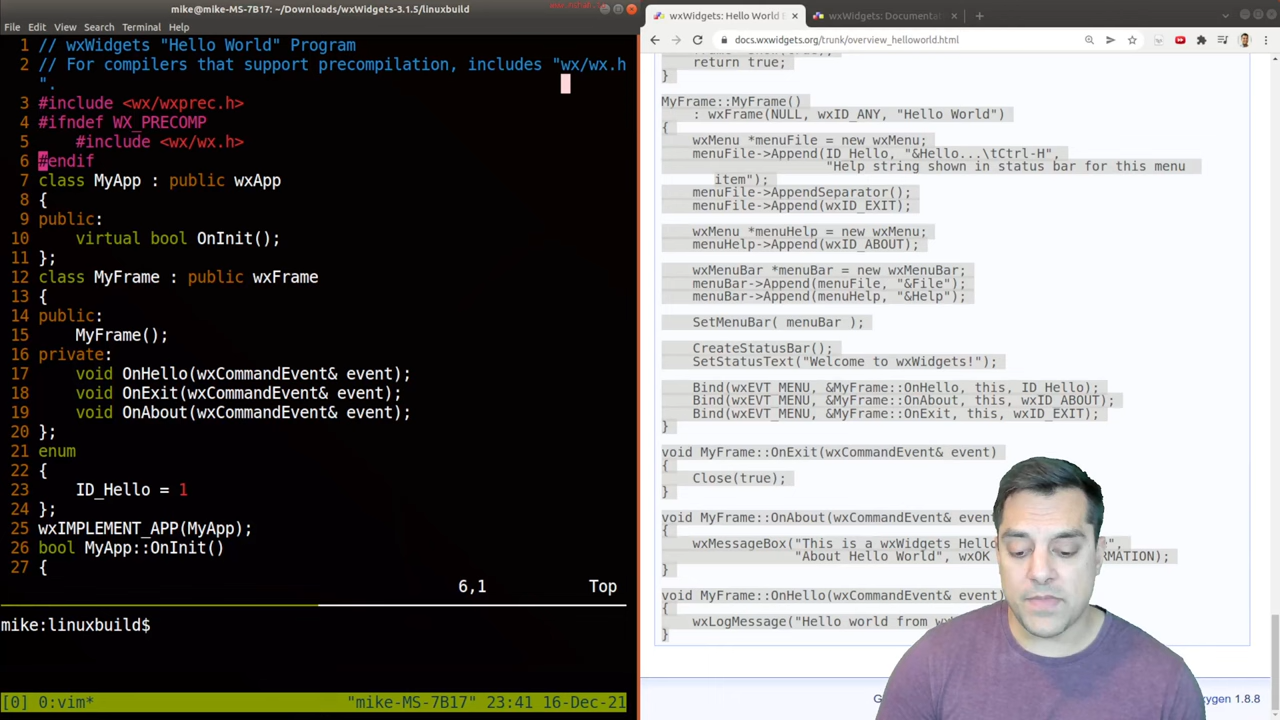 mike@mike-MS-7B17: ~/Downloads/wxWidgets-3.1.5/linuxbuild
File Edit View Search Terminal Help
1 // wxWidgets "Hello World" Program
2 // For compilers that support precompilation, includes "wx/wx.h
".
3 #include <wx/wxprec.h>
4 #ifndef WX_PRECOMP
5 #include <wx/wx.h>
6 #endif
7 class MyApp : public wxApp
8 {
9 public:
10 virtual bool OnInit();
11 };
12 class MyFrame : public wxFrame
13 {
14 public:
15 MyFrame();
16 private:
17 void OnHello(wxCommandEvent& event);
18 void OnExit(wxCommandEvent& event);
19 void OnAbout(wxCommandEvent& event);
20 };
21 enum
22 {
23 ID_Hello = 1
24 };
25 wxIMPLEMENT_APP(MyApp);
26 bool MyApp::OnInit()
27 {
6,1 Top
mike:linuxbuild$
[0] 0:vim* "mike-MS-7B17" 23:41 16-Dec-21
wxWidgets: Hello World
wxWidgets: Documentat
docs.wxwidgets.org/trunk/overview_helloworld.html
return true;
}
MyFrame::MyFrame()
: wxFrame(NULL, wxID_ANY, "Hello World")
{
wxMenu *menuFile = new wxMenu;
menuFile->Append(ID_Hello, "&Hello...\tCtrl-H",
"Help string shown in status bar for this menu
item");
menuFile->AppendSeparator();
menuFile->Append(wxID_EXIT);
wxMenu *menuHelp = new wxMenu;
menuHelp->Append(wxID_ABOUT);
wxMenuBar *menuBar = new wxMenuBar;
menuBar->Append(menuFile, "&File");
menuBar->Append(menuHelp, "&Help");
SetMenuBar( menuBar );
CreateStatusBar();
SetStatusText("Welcome to wxWidgets!");
Bind(wxEVT_MENU, &MyFrame::OnHello, this, ID_Hello);
Bind(wxEVT_MENU, &MyFrame::OnAbout, this, wxID_ABOUT);
Bind(wxEVT_MENU, &MyFrame::OnExit, this, wxID_EXIT);
}
void MyFrame::OnExit(wxCommandEvent& event)
{
Close(true);
}
void MyFrame::OnAbout(wxCommandEvent& event
{
wxMessageBox("This is a wxWidgets Hello ",
"About Hello World", wxOK RMATION);
}
void MyFrame::OnHello(wxCommandEvent& event)
{
wxLogMessage("Hello world from w
}
oxygen 1.8.8